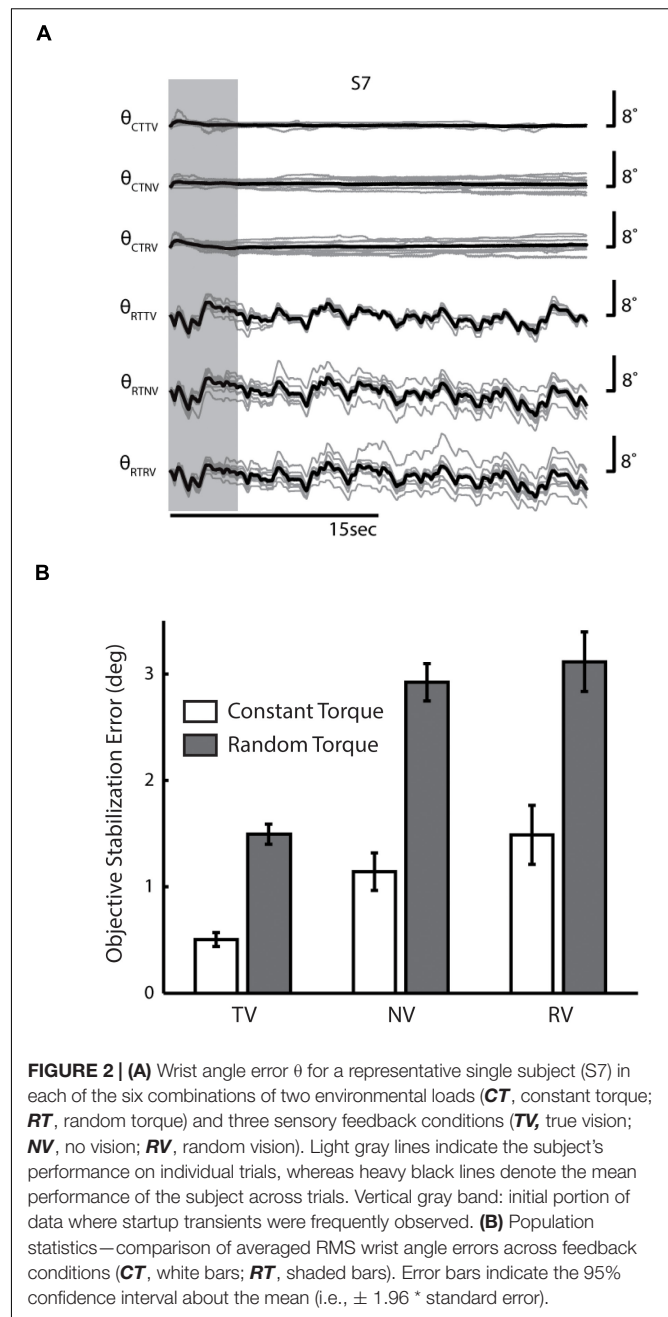 A
S7
θCTTV 8°
θCTNV 8°
θCTRV 8°
θRTTV 8°
θRTNV 8°
θRTRV 8°
15sec
B
Objective Stabilization Error (deg)
3
2
1
0
Constant Torque
Random Torque
TV NV RV
FIGURE 2 | (A) Wrist angle error θ for a representative single subject (S7) in
each of the six combinations of two environmental loads (CT, constant torque;
RT, random torque) and three sensory feedback conditions (TV, true vision;
NV, no vision; RV, random vision). Light gray lines indicate the subject's
performance on individual trials, whereas heavy black lines denote the mean
performance of the subject across trials. Vertical gray band: initial portion of
data where startup transients were frequently observed. (B) Population
statistics—comparison of averaged RMS wrist angle errors across feedback
conditions (CT, white bars; RT, shaded bars). Error bars indicate the 95%
confidence interval about the mean (i.e., ± 1.96 * standard error).